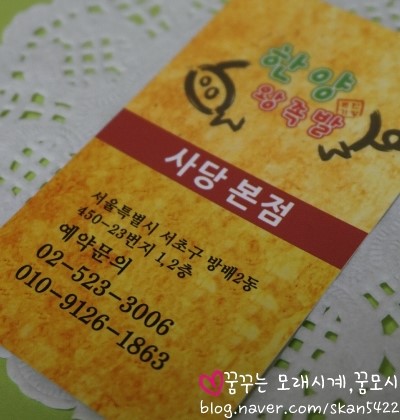 한양
왕족발
사당 본점
서울특별시 서초구 방배2동
450-23번지 1,2층
예약문의
02-523-3006
010-9126-1863
꿈꾸는 모래시계,꿈모시
blog.naver.com/skan5422